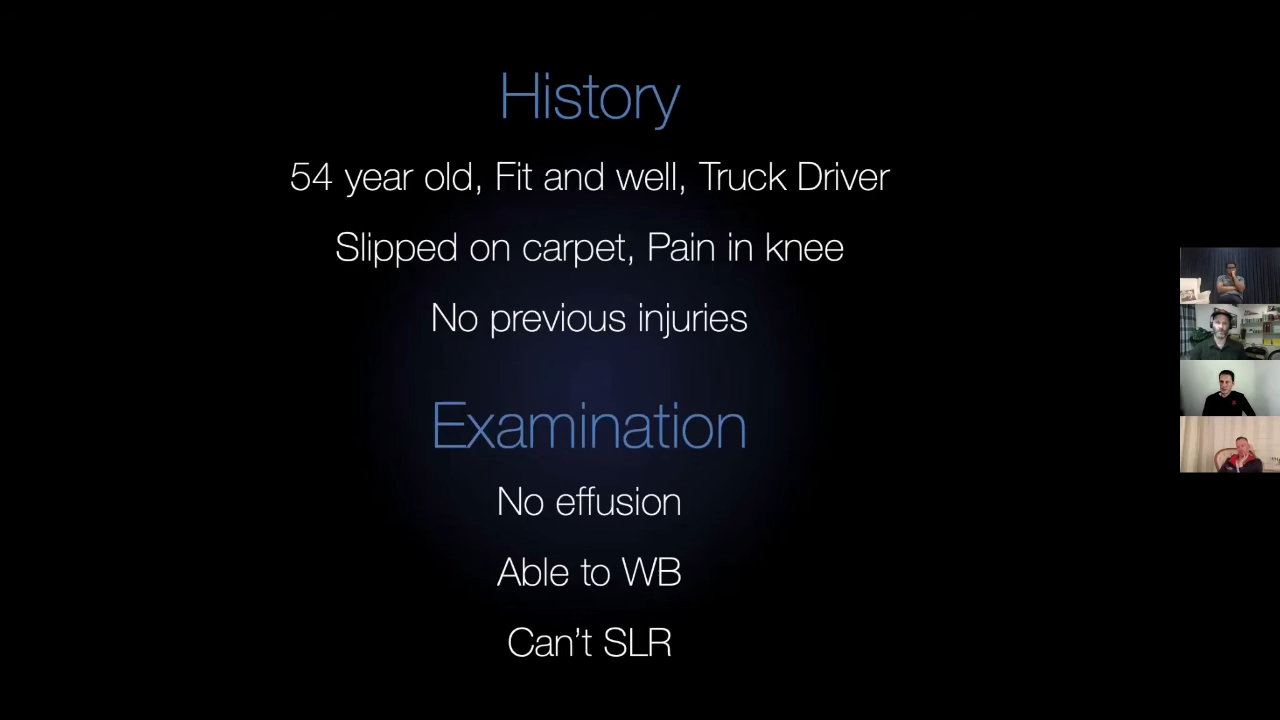 History
54 year old, Fit and well, Truck Driver
Slipped on carpet, Pain in knee
No previous injuries
Examination
No effusion
Able to WB
Can't SLR